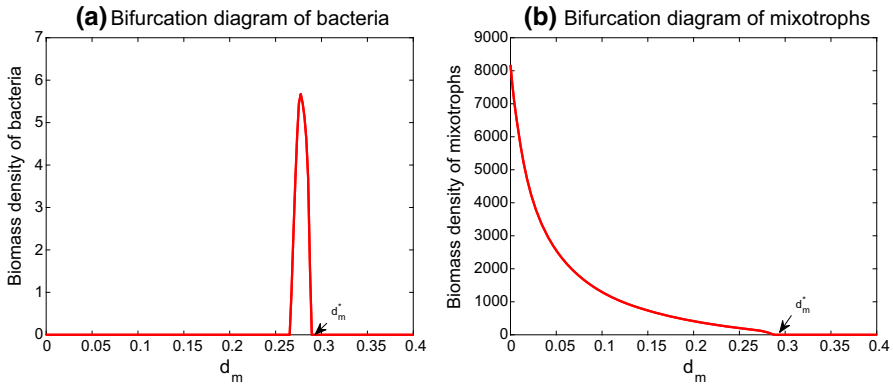 (a) Bifurcation diagram of bacteria
7
6
5
4
3
2
1
0
Biomass density of bacteria
d*m
0 0.05 0.1 0.15 0.2 0.25 0.3 0.35 0.4
dm
(b) Bifurcation diagram of mixotrophs
9000
8000
7000
6000
5000
4000
3000
2000
1000
0
Biomass density of mixotrophs
d*m
0 0.05 0.1 0.15 0.2 0.25 0.3 0.35 0.4
dm